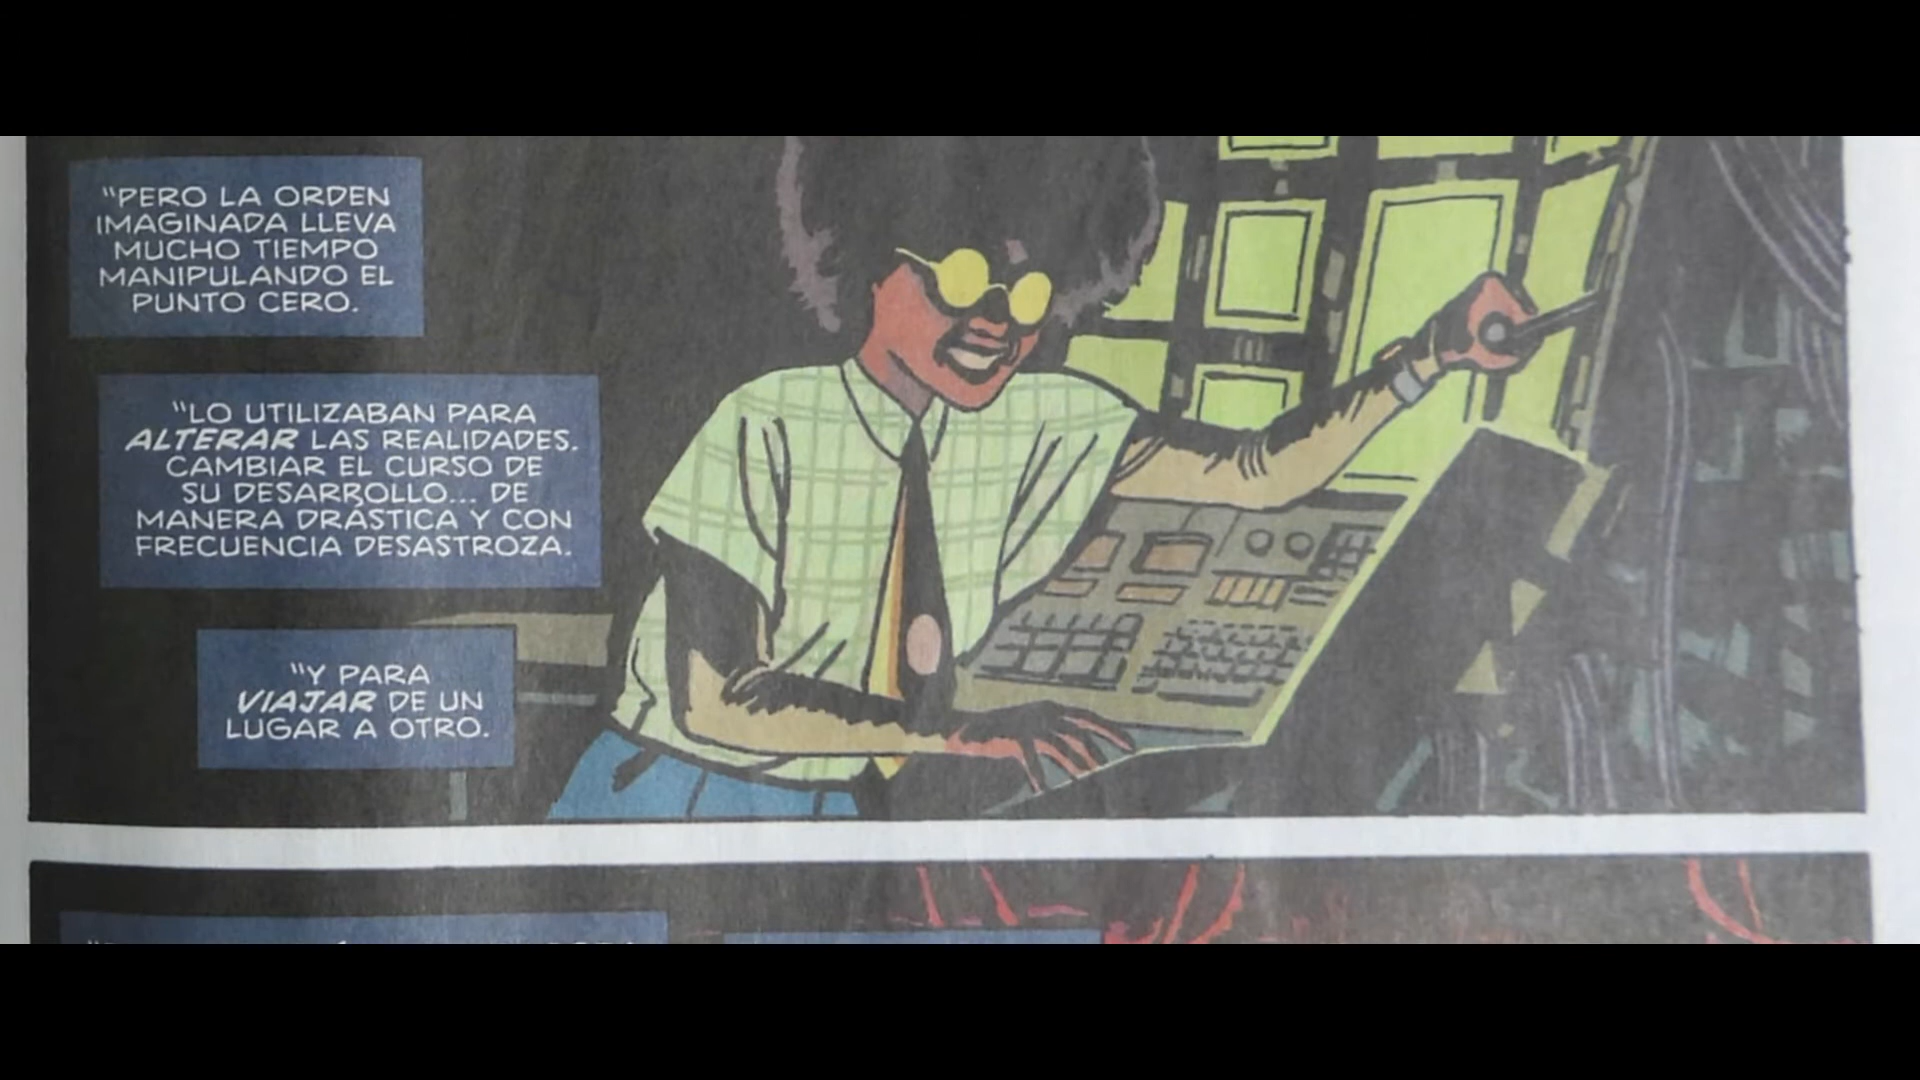 “PERO LA ORDEN
IMAGINADA LLEVA
MUCHO TIEMPO
MANIPULANDO EL
PUNTO CERO.
“LO UTILIZABAN PARA
ALTERAR LAS REALIDADES.
CAMBIAR EL CURSO DE
SU DESARROLLO... DE
MANERA DRÁSTICA Y CON
FRECUENCIA DESASTROZA.
“Y PARA
VIAJAR DE UN
LUGAR A OTRO.